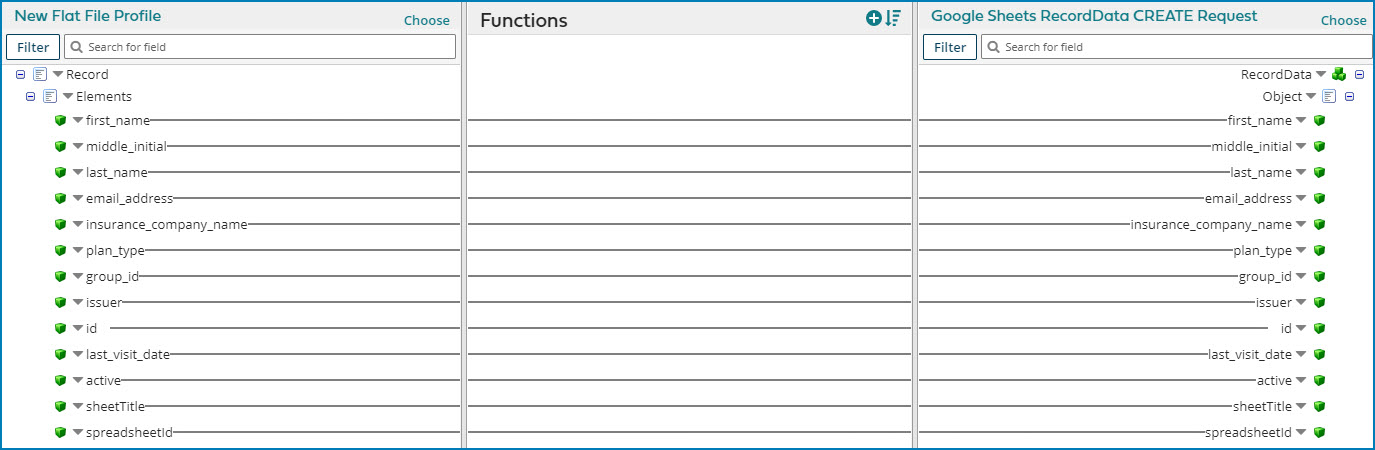 New Flat File Profile Choose Functions Google Sheets RecordData CREATE Request Choose
Filter Search for field Filter Search for field
Record RecordData
Elements Object
first_name first_name
middle_initial middle_initial
last_name last_name
email_address email_address
insurance_company_name insurance_company_name
plan_type plan_type
group_id group_id
issuer issuer
id id
last_visit_date last_visit_date
active active
sheetTitle sheetTitle
spreadsheetId spreadsheetId